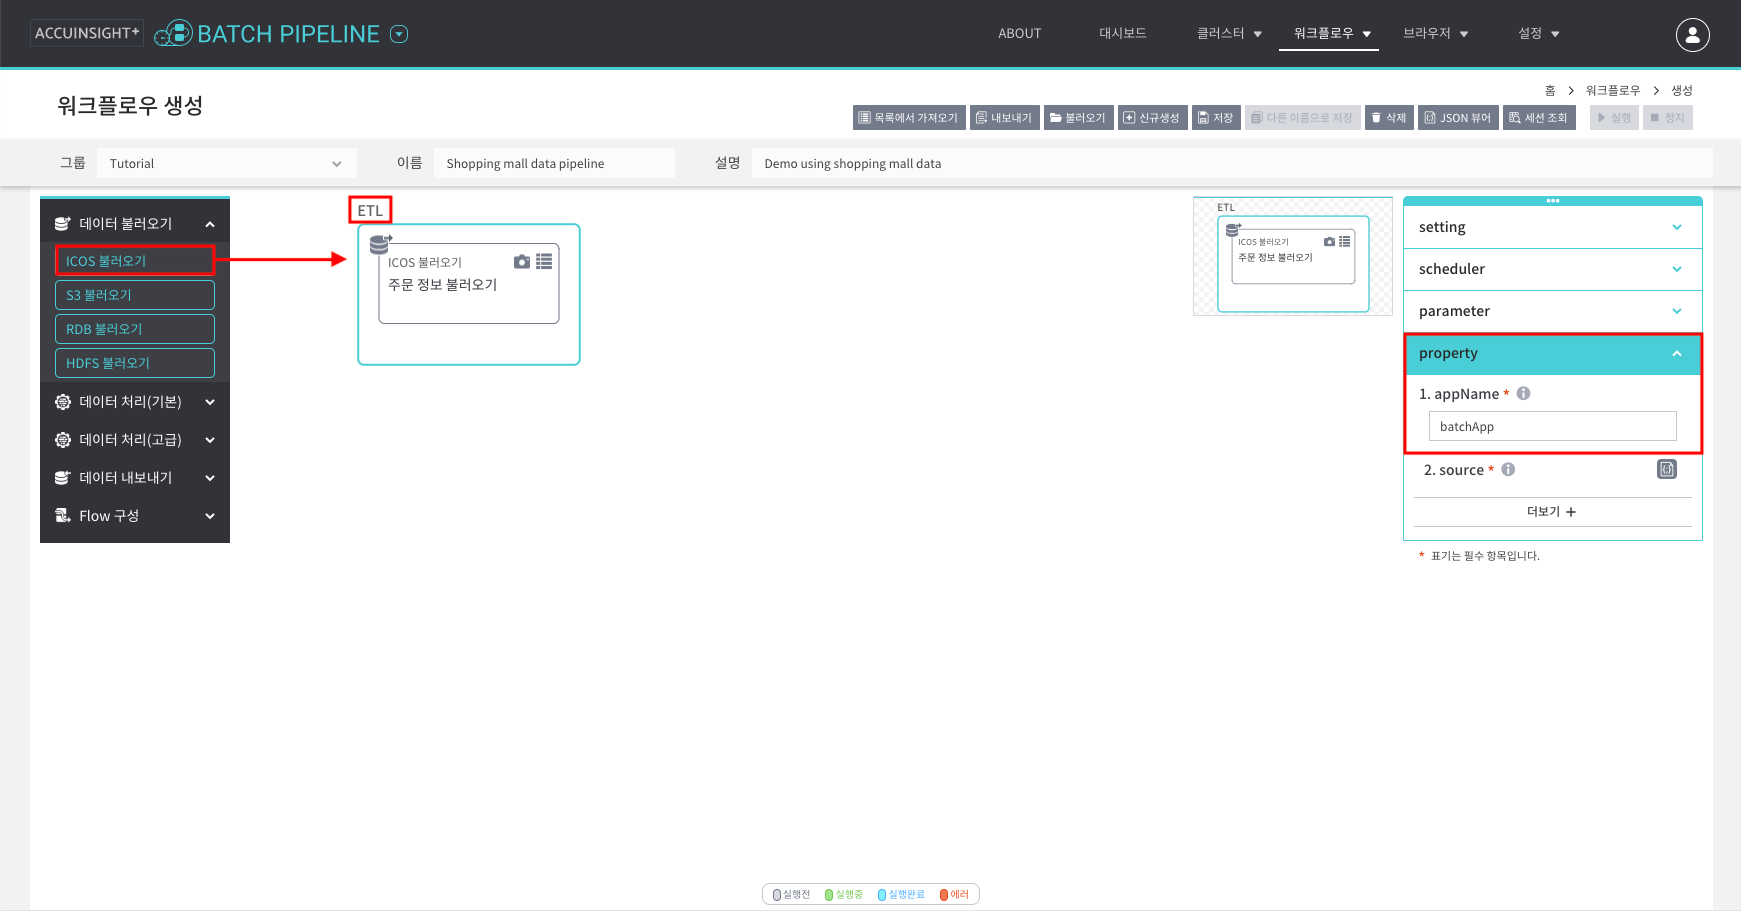 ACCUINSIGHT+ BATCH PIPELINE
ABOUT 대시보드 클러스터 워크플로우 브라우저 설정
워크플로우 생성
홈 > 워크플로우 > 생성
목록에서 가져오기 내보내기 불러오기 신규생성 저장 다른 이름으로 저장 삭제 JSON 뷰어 세션 조회 실행 정지
그룹 Tutorial 이름 Shopping mall data pipeline 설명 Demo using shopping mall data
데이터 불러오기
ICOS 불러오기
S3 불러오기
RDB 불러오기
HDFS 불러오기
데이터 처리(기본)
데이터 처리(고급)
데이터 내보내기
Flow 구성
ETL
ICOS 불러오기
주문 정보 불러오기
ETL
ICOS 불러오기
주문 정보 불러오기
setting
scheduler
parameter
property
1. appName *
batchApp
2. source *
더보기 +
* 표기는 필수 항목입니다.
실행전 실행중 실행완료 에러